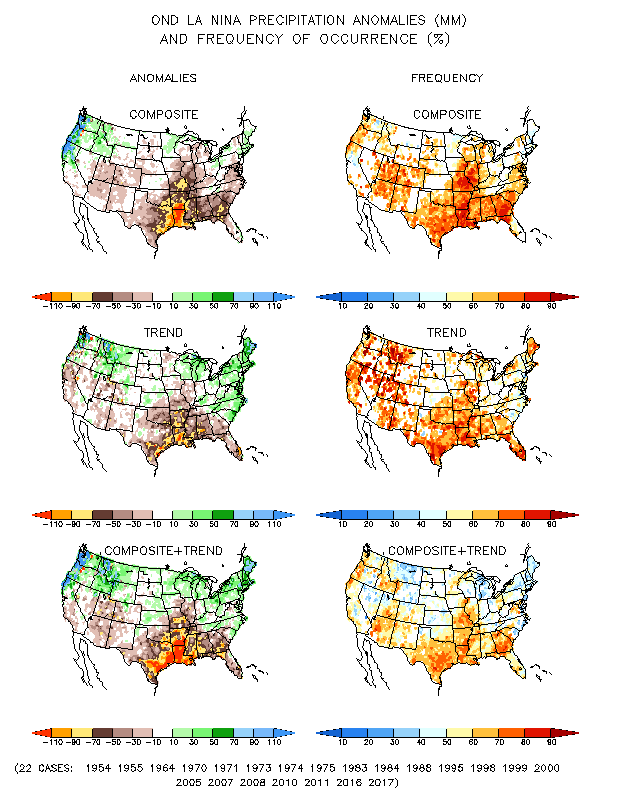 OND LA NINA PRECIPITATION ANOMALIES (MM)
AND FREQUENCY OF OCCURRENCE (%)
ANOMALIES
FREQUENCY
COMPOSITE
COMPOSITE
-110 -90 -70 -50 -30 -10 10 30 50 70 90 110
10 20 30 40 50 60 70 80 90
TREND
TREND
-110 -90 -70 -50 -30 -10 10 30 50 70 90 110
10 20 30 40 50 60 70 80 90
COMPOSITE+TREND
COMPOSITE+TREND
-110 -90 -70 -50 -30 -10 10 30 50 70 90 110
10 20 30 40 50 60 70 80 90
(22 CASES: 1954 1955 1964 1970 1971 1973 1974 1975 1983 1984 1988 1995 1998 1999 2000
2005 2007 2008 2010 2011 2016 2017)